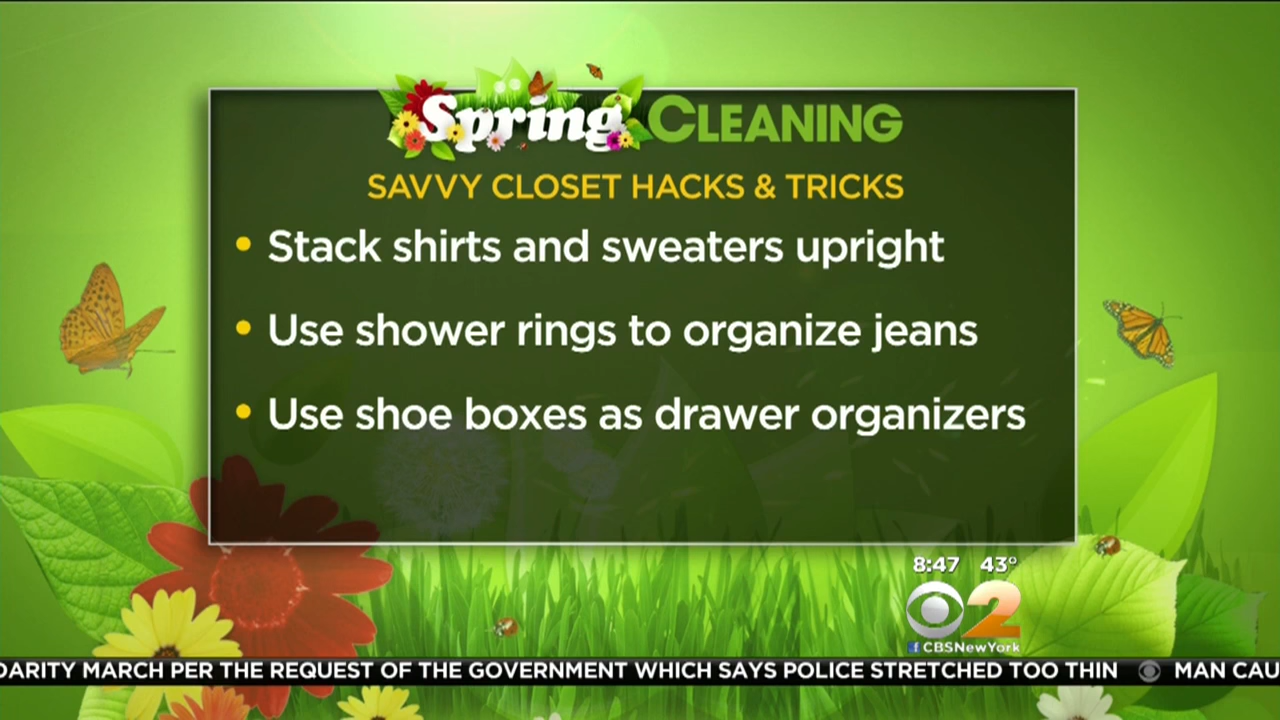 Spring CLEANING
SAVVY CLOSET HACKS & TRICKS
• Stack shirts and sweaters upright
• Use shower rings to organize jeans
• Use shoe boxes as drawer organizers
8:47 43°
2
f CBSNewYork
DARITY MARCH PER THE REQUEST OF THE GOVERNMENT WHICH SAYS POLICE STRETCHED TOO THIN MAN CAU